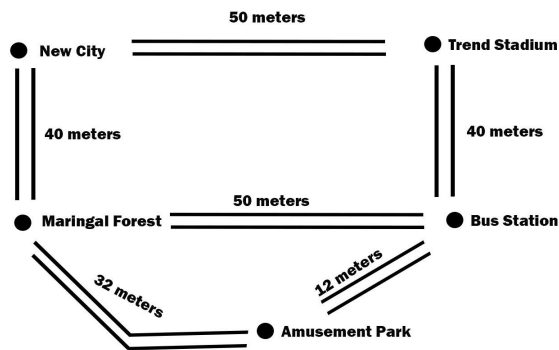 50 meters
New City
Trend Stadium
40 meters
40 meters
50 meters
Maringal Forest
Bus Station
32 meters
12 meters
Amusement Park